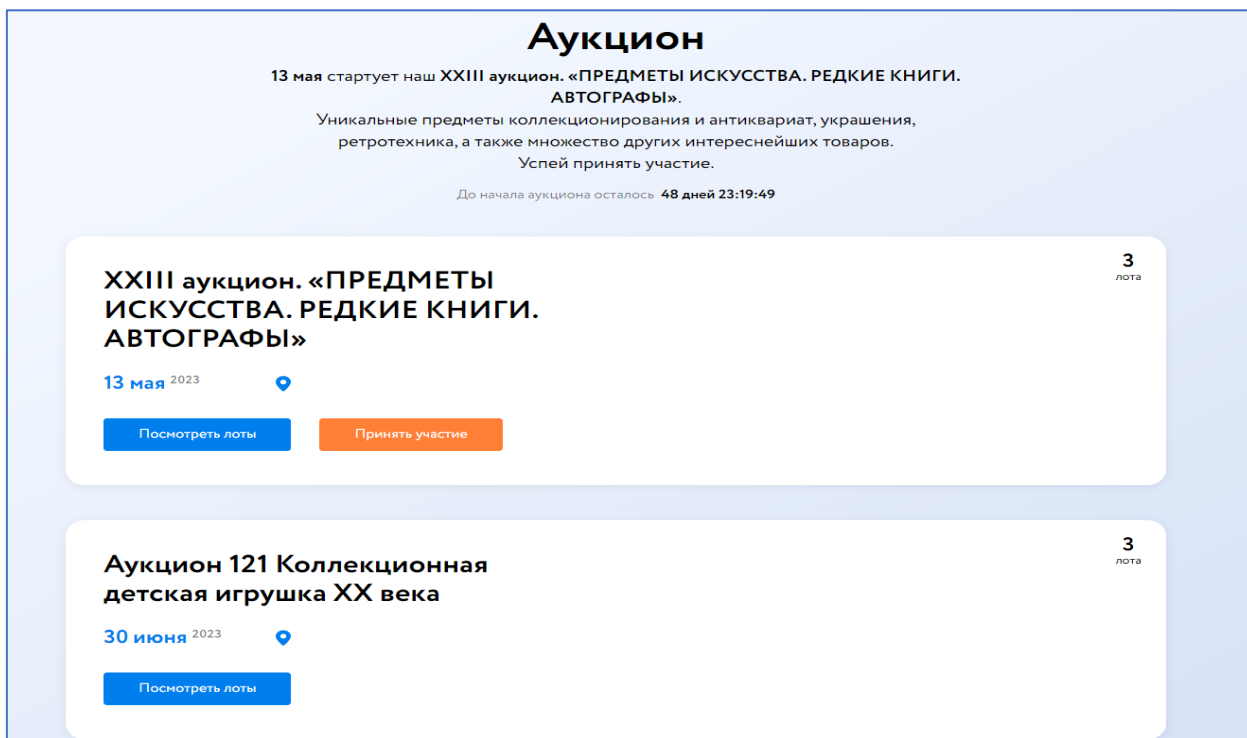 Аукцион
13 мая стартует наш XXIII аукцион. «ПРЕДМЕТЫ ИСКУССТВА. РЕДКИЕ КНИГИ.
АВТОГРАФЫ».
Уникальные предметы коллекционирования и антиквариат, украшения,
ретротехника, а также множество других интереснейших товаров.
Успей принять участие.
До начала аукциона осталось 48 дней 23:19:49
XXIII аукцион. «ПРЕДМЕТЫ
ИСКУССТВА. РЕДКИЕ КНИГИ.
АВТОГРАФЫ»
3
лота
13 мая 2023
Посмотреть лоты
Принять участие
Аукцион 121 Коллекционная
детская игрушка XX века
3
лота
30 июня 2023
Посмотреть лоты